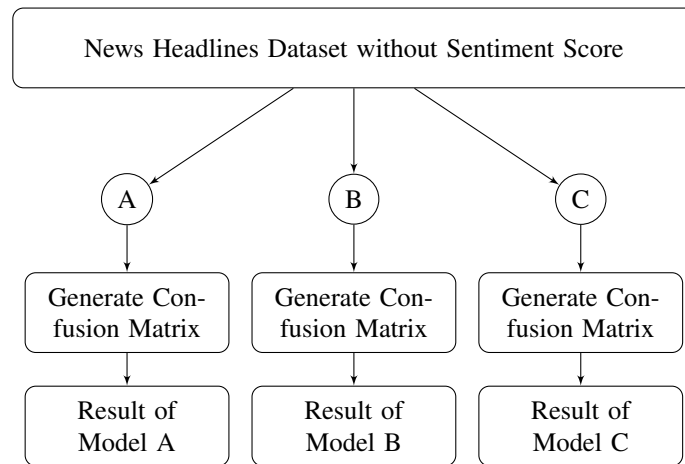 News Headlines Dataset without Sentiment Score
A
B
C
Generate Con-
fusion Matrix
Generate Con-
fusion Matrix
Generate Con-
fusion Matrix
Result of
Model A
Result of
Model B
Result of
Model C